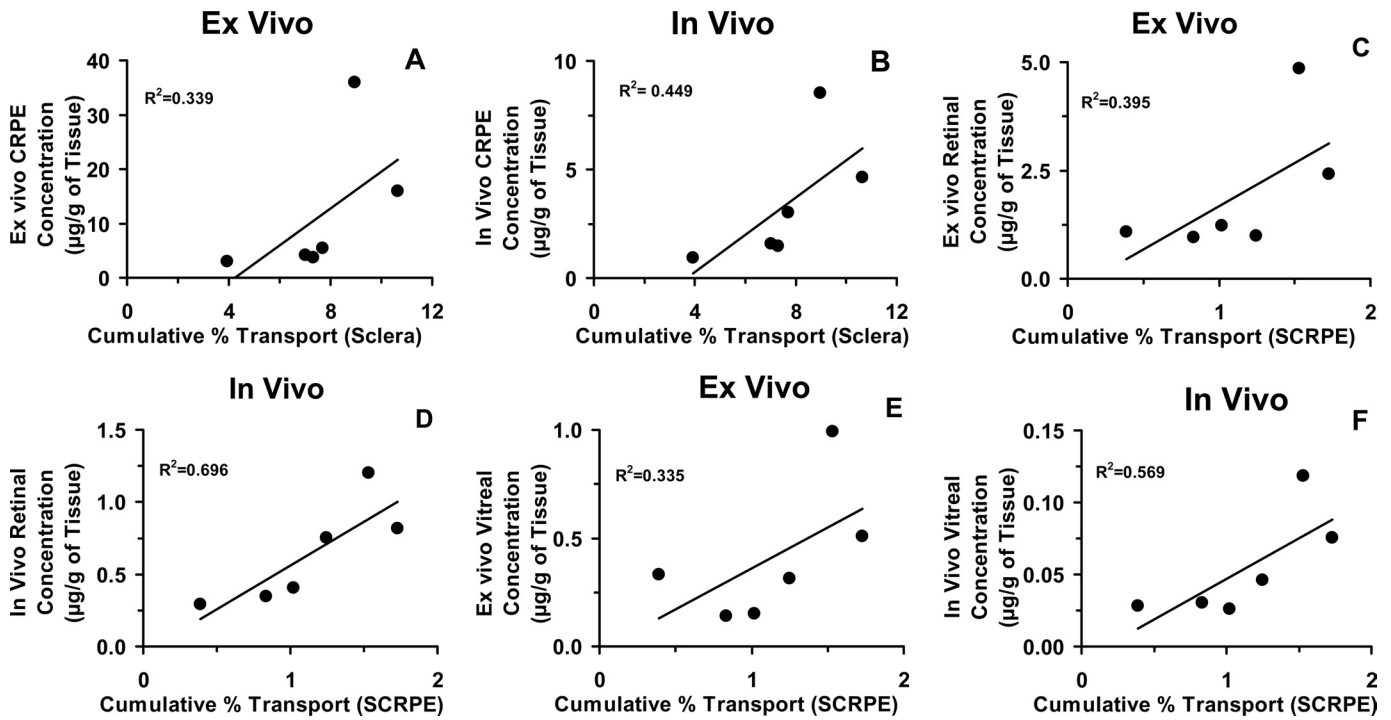 Ex Vivo
A
R2=0.339
Ex vivo CRPE
Concentration
(µg/g of Tissue)
40
30
20
10
0
0 4 8 12
Cumulative % Transport (Sclera)
In Vivo
B
R2= 0.449
In Vivo CRPE
Concentration
(µg/g of Tissue)
10
5
0
0 4 8 12
Cumulative % Transport (Sclera)
Ex Vivo
C
R2=0.395
Ex vivo Retinal
Concentration
(µg/g of Tissue)
5.0
2.5
0.0
0 1 2
Cumulative % Transport (SCRPE)
In Vivo
D
R2=0.696
In Vivo Retinal
Concentration
(µg/g of Tissue)
1.5
1.0
0.5
0.0
0 1 2
Cumulative % Transport (SCRPE)
Ex Vivo
E
R2=0.335
Ex vivo Vitreal
Concentration
(µg/g of Tissue)
1.0
0.5
0.0
0 1 2
Cumulative % Transport (SCRPE)
In Vivo
F
R2=0.569
In Vivo Vitreal
Concentration
(µg/g of Tissue)
0.15
0.10
0.05
0.00
0 1 2
Cumulative % Transport (SCRPE)